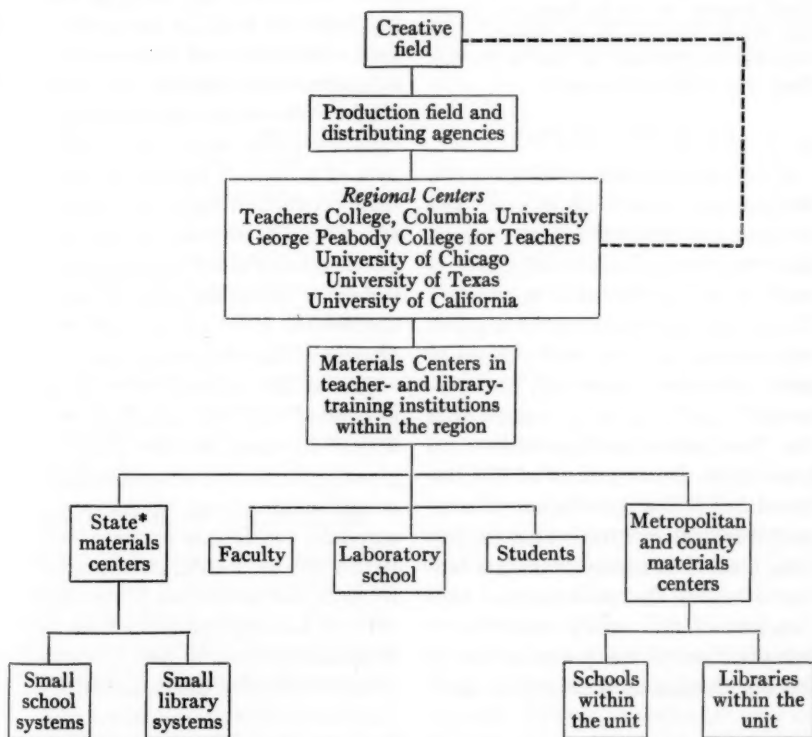 Creative
field
Production field and
distributing agencies
Regional Centers
Teachers College, Columbia University
George Peabody College for Teachers
University of Chicago
University of Texas
University of California
Materials Centers in
teacher- and library-
training institutions
within the region
State*
materials
centers
Faculty
Laboratory
school
Students
Metropolitan
and county
materials
centers
Small
school
systems
Small
library
systems
Schools
within
the unit
Libraries
within the
unit